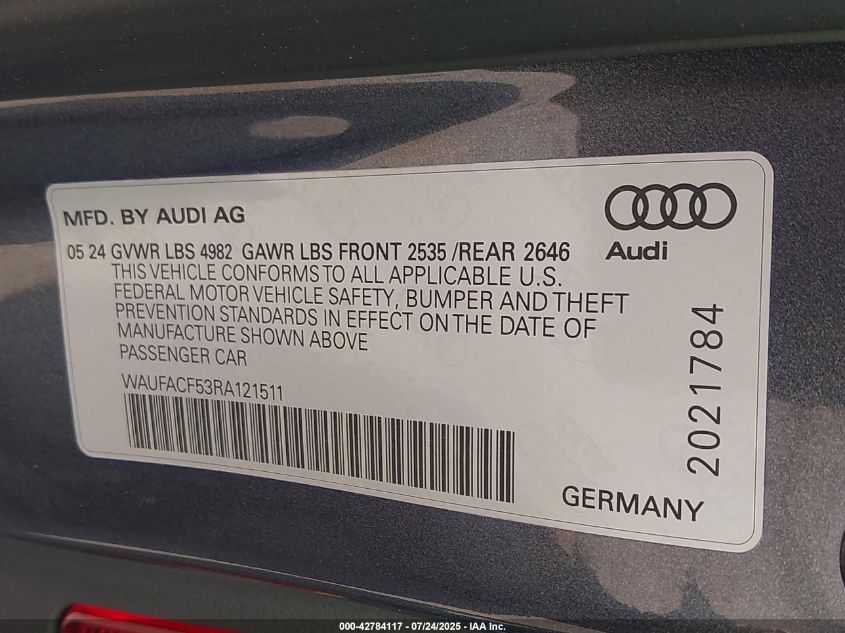 MFD. BY AUDI AG
Audi
05 24 GVWR LBS 4982 GAWR LBS FRONT 2535 /REAR 2646
THIS VEHICLE CONFORMS TO ALL APPLICABLE U.S.
FEDERAL MOTOR VEHICLE SAFETY, BUMPER AND THEFT
PREVENTION STANDARDS IN EFFECT ON THE DATE OF
MANUFACTURE SHOWN ABOVE
PASSENGER CAR
WAUFACF53RA121511
2021784
GERMANY
000-42784117 - 07/24/2025 - IAA Inc.